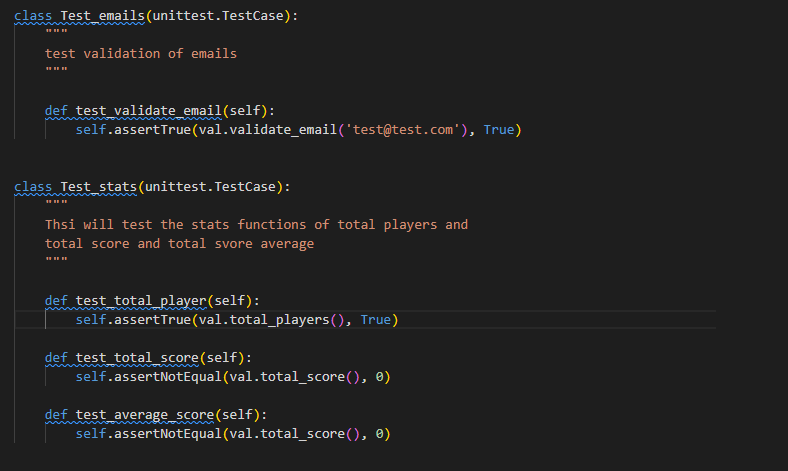 class Test_emails(unittest.TestCase):
"""
test validation of emails
"""
def test_validate_email(self):
self.assertTrue(val.validate_email('test@test.com'), True)
class Test_stats(unittest.TestCase):
"""
Thsi will test the stats functions of total players and
total score and total svore average
"""
def test_total_player(self):
self.assertTrue(val.total_players(), True)
def test_total_score(self):
self.assertNotEqual(val.total_score(), 0)
def test_average_score(self):
self.assertNotEqual(val.total_score(), 0)